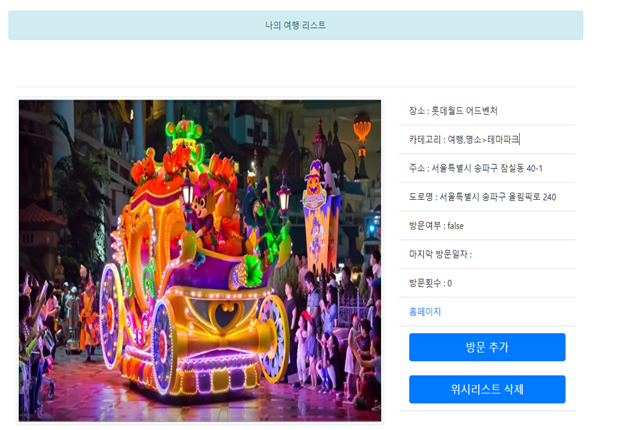 나의 여행 리스트
장소 : 롯데월드 어드벤처
카테고리 : 여행,명소>테마파크
주소 : 서울특별시 송파구 잠실동 40-1
도로명 : 서울특별시 송파구 올림픽로 240
방문여부 : false
마지막 방문일자 :
방문횟수 : 0
홈페이지
방문 추가
위시리스트 삭제